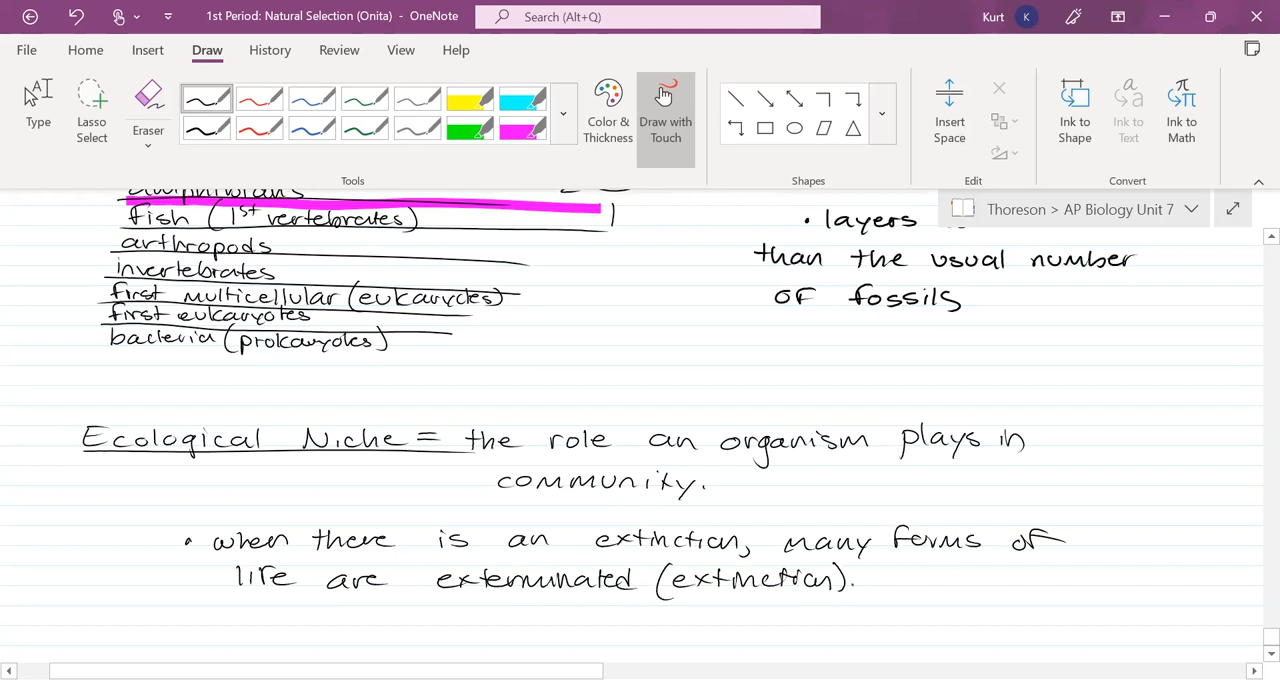 1st Period: Natural Selection (Onita) - OneNote
Search (Alt+Q)
Kurt
K
File Home Insert Draw History Review View Help
Type
Lasso Select
Eraser
Color & Thickness
Draw with Touch
Insert Space
Ink to Shape
Ink to Text
Ink to Math
Tools
Shapes
Edit
Convert
Thoreson > AP Biology Unit 7
amphibians
fish (1st vertebrates)
arthropods
invertebrates
first multicellular (eukaryotes)
first eukaryotes
bacteria (prokaryotes)
• layers
than the usual number
of fossils
Ecological Niche = the role an organism plays in
community.
• when there is an extinction, many forms of
life are exterminated (extinction).